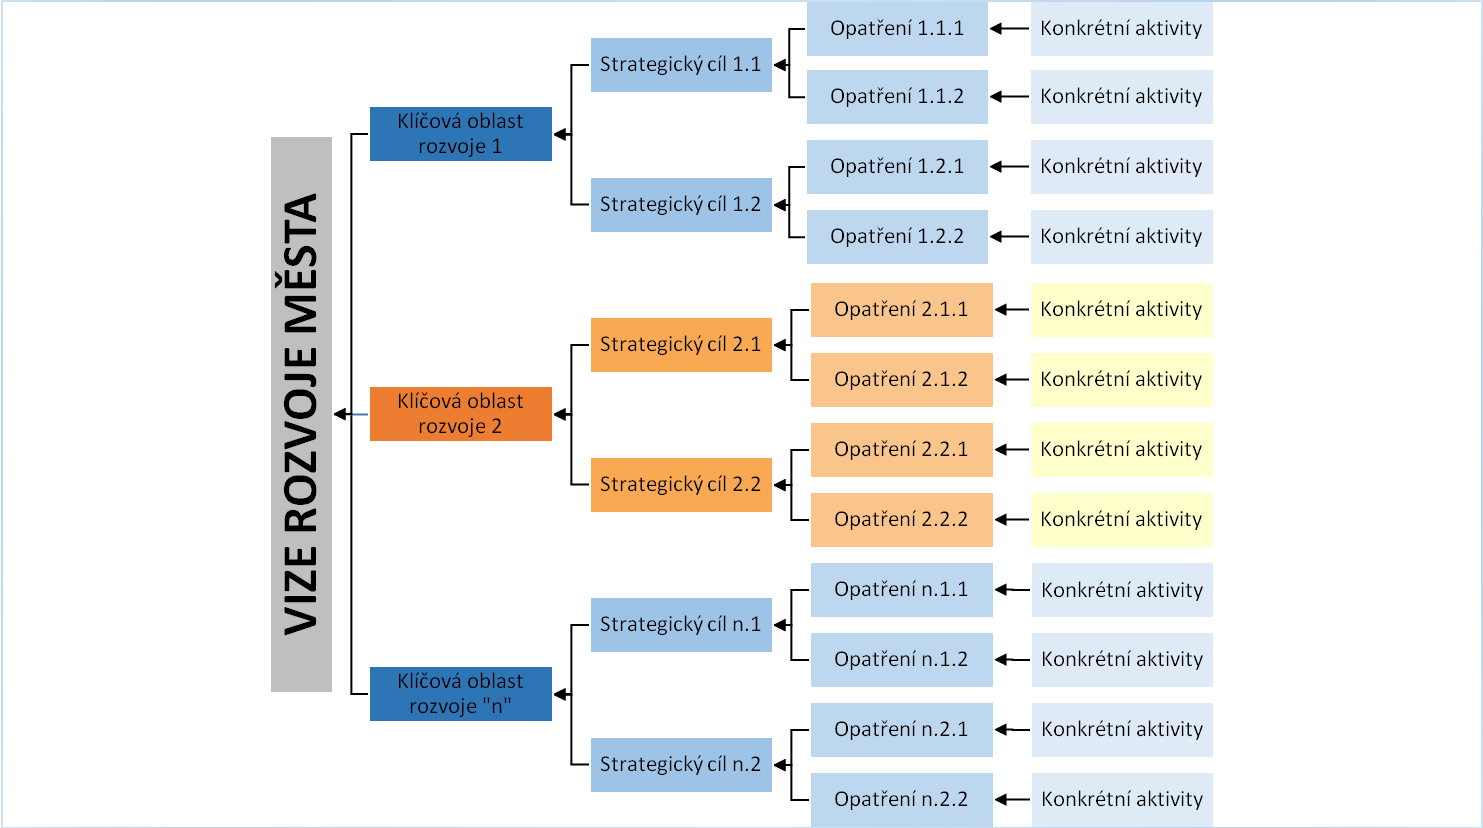 VIZE ROZVOJE MĚSTA
Klíčová oblast
rozvoje 1
Strategický cíl 1.1
Opatření 1.1.1
Konkrétní aktivity
Opatření 1.1.2
Konkrétní aktivity
Strategický cíl 1.2
Opatření 1.2.1
Konkrétní aktivity
Opatření 1.2.2
Konkrétní aktivity
Klíčová oblast
rozvoje 2
Strategický cíl 2.1
Opatření 2.1.1
Konkrétní aktivity
Opatření 2.1.2
Konkrétní aktivity
Strategický cíl 2.2
Opatření 2.2.1
Konkrétní aktivity
Opatření 2.2.2
Konkrétní aktivity
Klíčová oblast
rozvoje "n"
Strategický cíl n.1
Opatření n.1.1
Konkrétní aktivity
Opatření n.1.2
Konkrétní aktivity
Strategický cíl n.2
Opatření n.2.1
Konkrétní aktivity
Opatření n.2.2
Konkrétní aktivity